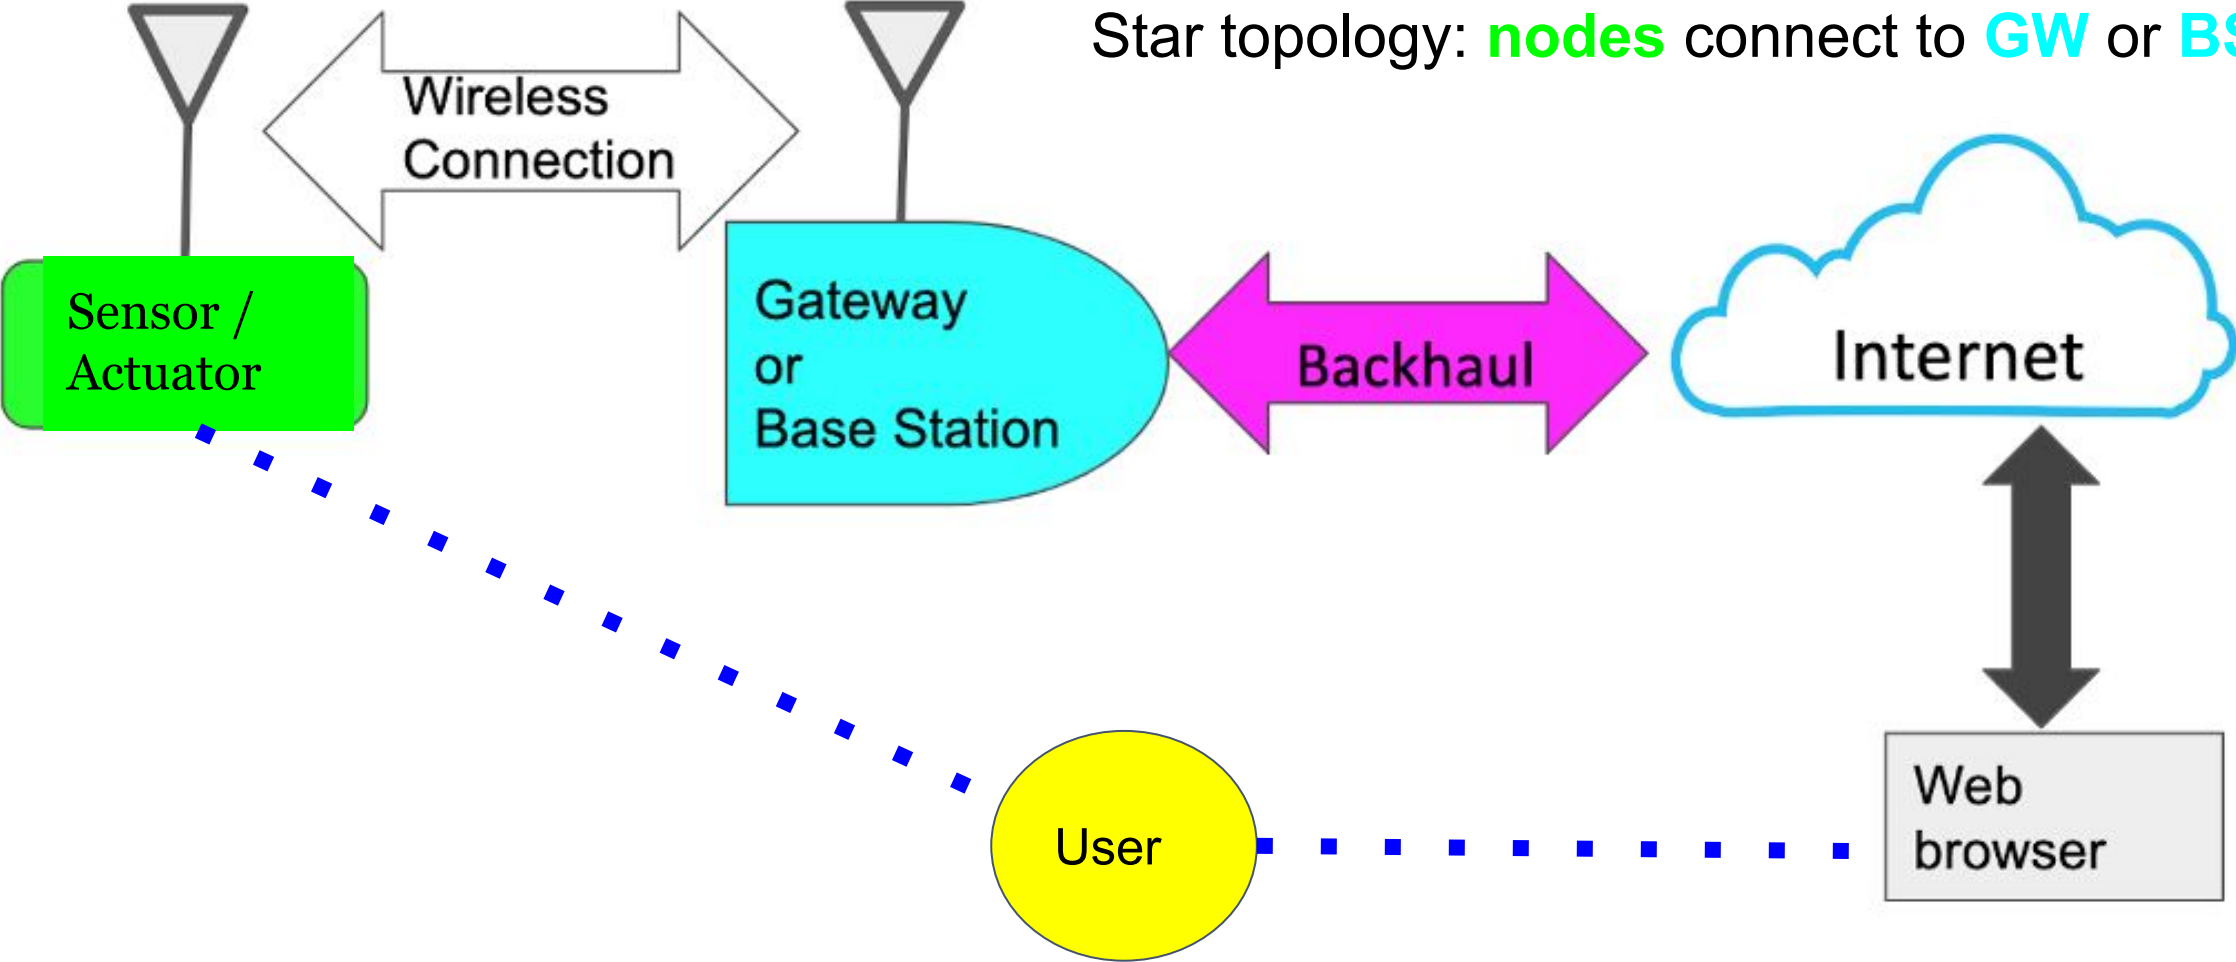 Star topology: nodes connect to GW or BS
Wireless
Connection
Sensor /
Actuator
Gateway
or
Base Station
Backhaul
Internet
User
Web
browser